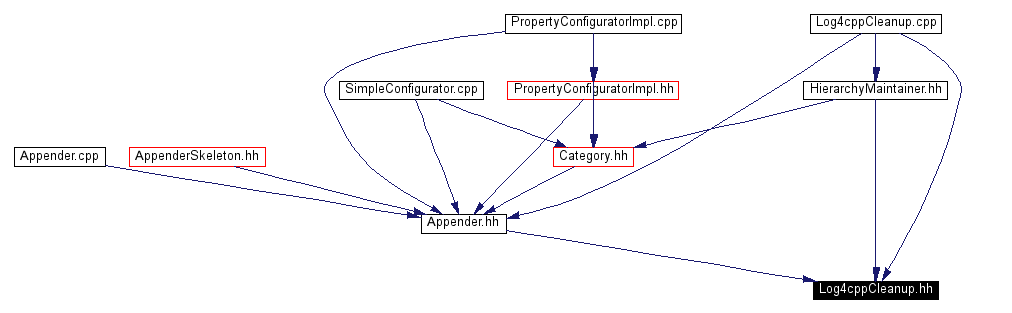 PropertyConfiguratorImpl.cpp
Log4cppCleanup.cpp
SimpleConfigurator.cpp
PropertyConfiguratorImpl.hh
HierarchyMaintainer.hh
Appender.cpp
AppenderSkeleton.hh
Category.hh
Appender.hh
Log4cppCleanup.hh